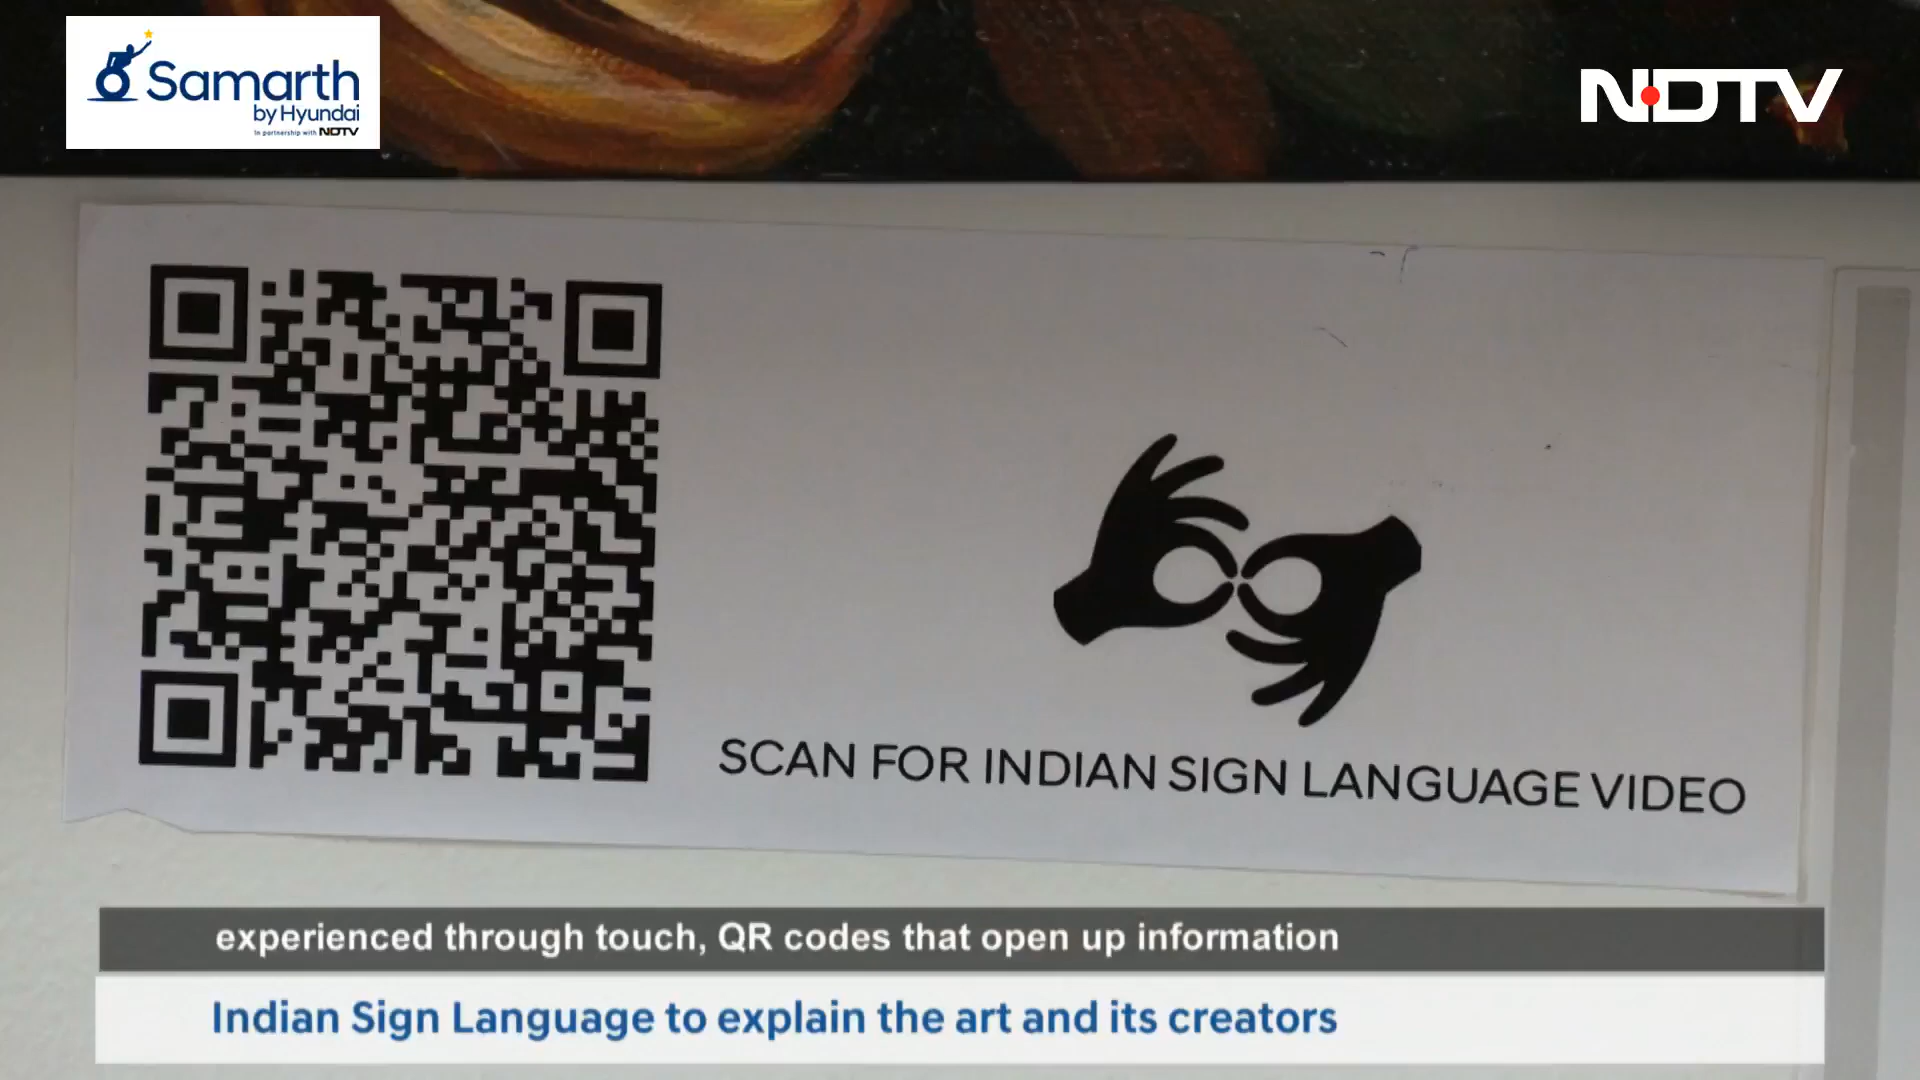 Samarth
by Hyundai
In partnership with NDTV
NDTV
SCAN FOR INDIAN SIGN LANGUAGE VIDEO
experienced through touch, QR codes that open up information
Indian Sign Language to explain the art and its creators